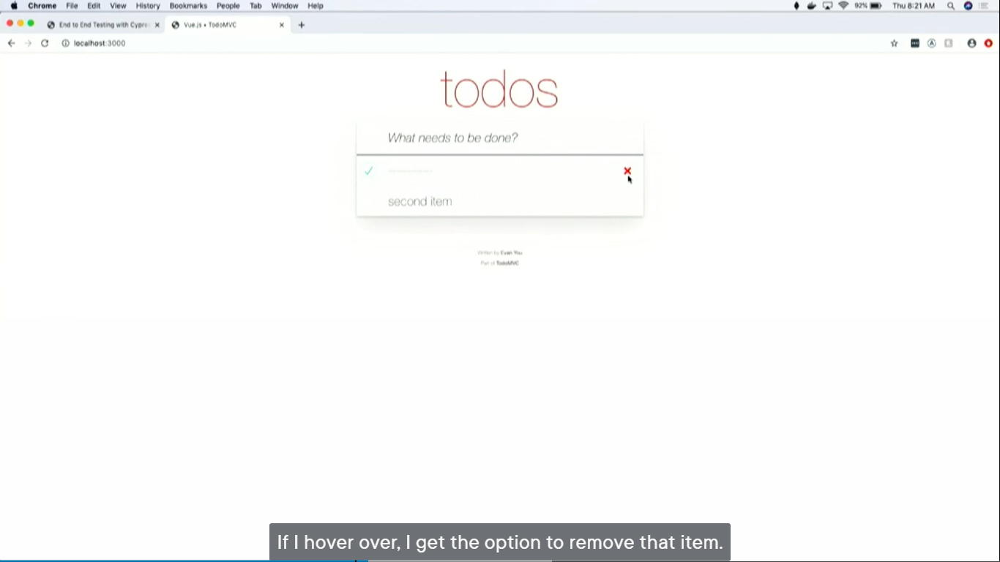 Chrome File Edit View History Bookmarks People Tab Window Help 92% Thu 8:21 AM
End to End Testing with Cypre Vue.js • TodoMVC
localhost:3000
todos
What needs to be done?
second item
Written by Evan You
Part of TodoMVC
If I hover over, I get the option to remove that item.